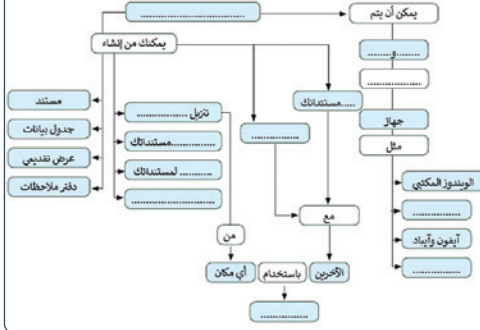 ........................................
يمكن أن يتم
يمكنك من إنشاء
.........و.........
..................
.....مستنداتك
..................
جهاز
مثل
مستند
جدول بيانات
عرض تقديمي
دفتر ملاحظات
تنزيل ..................
............مستنداتك
............ لمستنداتك
..............................
الويندوز المكتبي
..................
آيفون وآيباد
..................
مع
من
أي مكان
باستخدام
الآخرين
..................